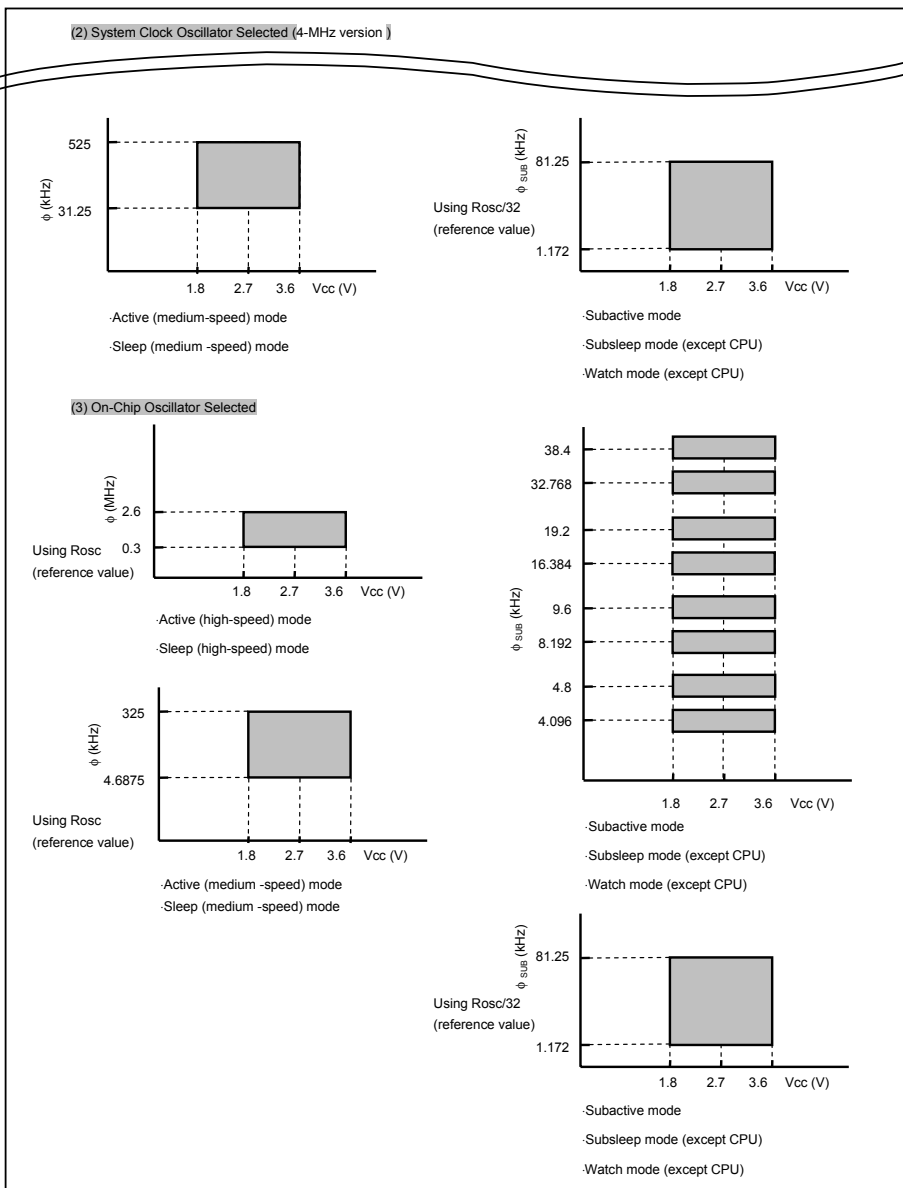 (2) System Clock Oscillator Selected (4-MHz version )
ϕ (kHz)
525
31.25
1.8 2.7 3.6 Vcc (V)
·Active (medium-speed) mode
·Sleep (medium -speed) mode
ϕ SUB (kHz)
81.25
Using Rosc/32
(reference value)
1.172
1.8 2.7 3.6 Vcc (V)
·Subactive mode
·Subsleep mode (except CPU)
·Watch mode (except CPU)
(3) On-Chip Oscillator Selected
ϕ (MHz)
2.6
Using Rosc 0.3
(reference value)
1.8 2.7 3.6 Vcc (V)
·Active (high-speed) mode
·Sleep (high-speed) mode
ϕ (kHz)
325
4.6875
Using Rosc
(reference value)
1.8 2.7 3.6 Vcc (V)
·Active (medium -speed) mode
·Sleep (medium -speed) mode
38.4
32.768
19.2
16.384
ϕ SUB (kHz)
9.6
8.192
4.8
4.096
1.8 2.7 3.6 Vcc (V)
·Subactive mode
·Subsleep mode (except CPU)
·Watch mode (except CPU)
ϕ SUB (kHz)
81.25
Using Rosc/32
(reference value)
1.172
1.8 2.7 3.6 Vcc (V)
·Subactive mode
·Subsleep mode (except CPU)
·Watch mode (except CPU)